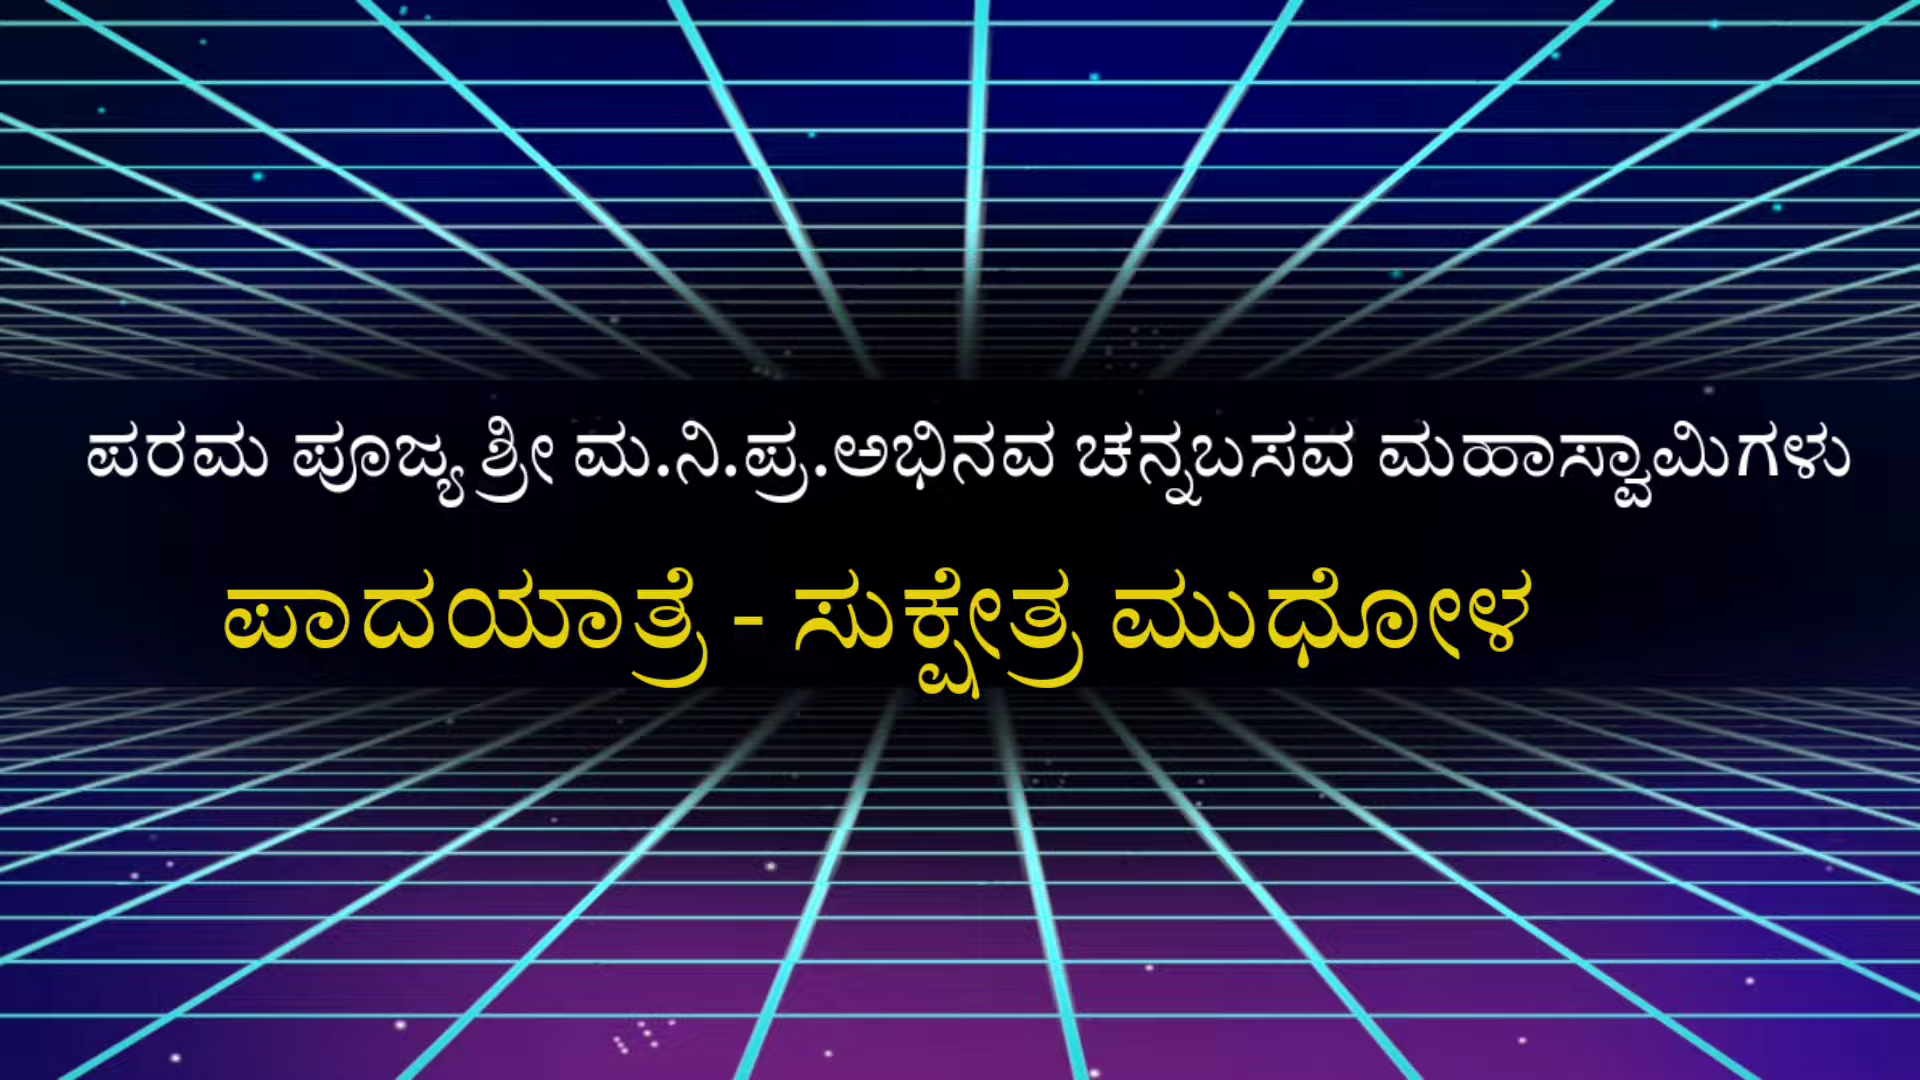 ಪರಮ ಪೂಜ್ಯ ಶ್ರೀ ಮ.ನಿ.ಪ್ರ.ಅಭಿನವ ಚನ್ನಬಸವ ಮಹಾಸ್ವಾಮಿಗಳು
ಪಾದಯಾತ್ರೆ - ಸುಕ್ಷೇತ್ರ ಮುಧೋಳ